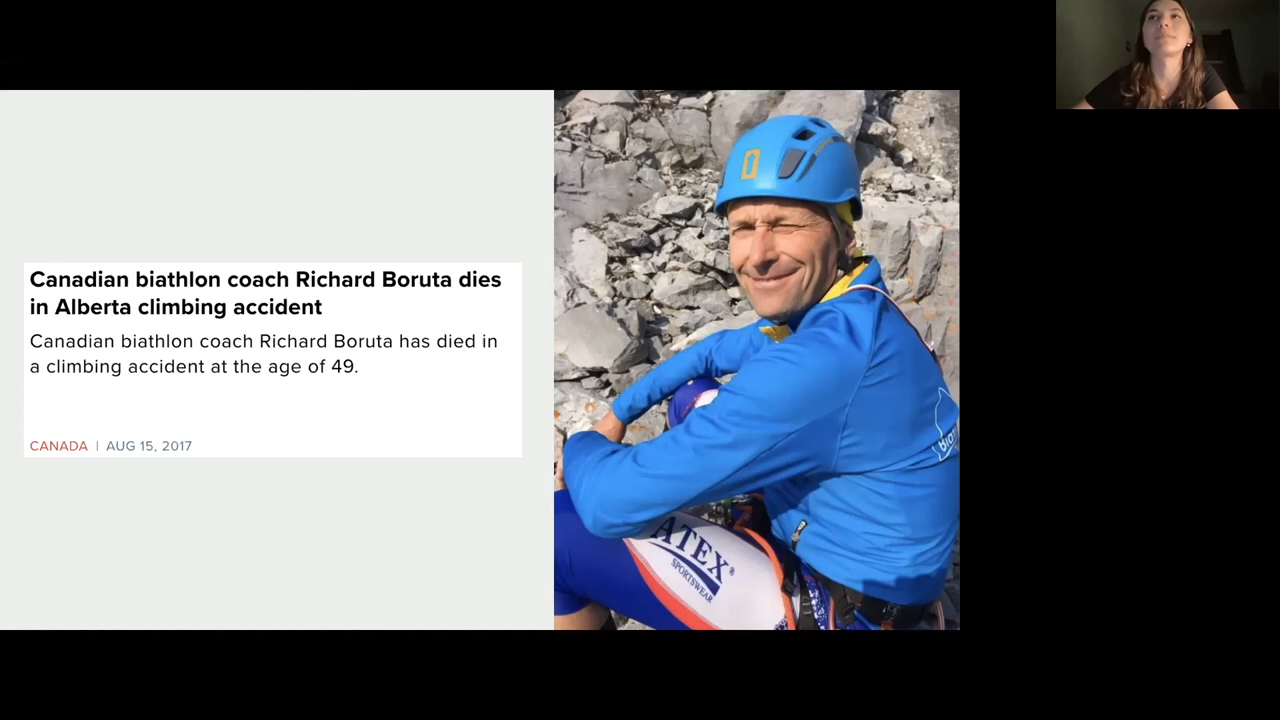 Canadian biathlon coach Richard Boruta dies
in Alberta climbing accident
Canadian biathlon coach Richard Boruta has died in
a climbing accident at the age of 49.
CANADA | AUG 15, 2017
ATEX®
SPORTSWEAR